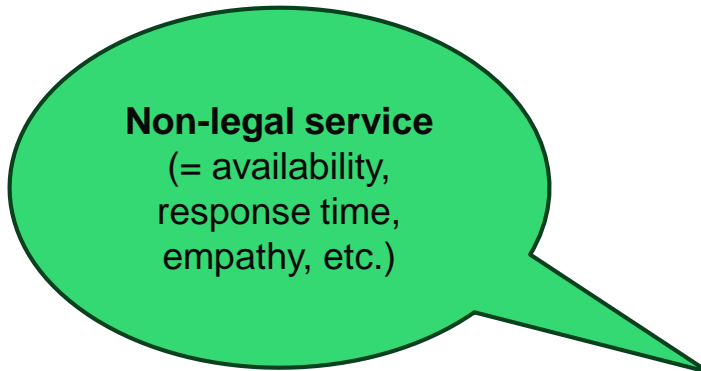 Non-legal service
(= availability,
response time,
empathy, etc.)